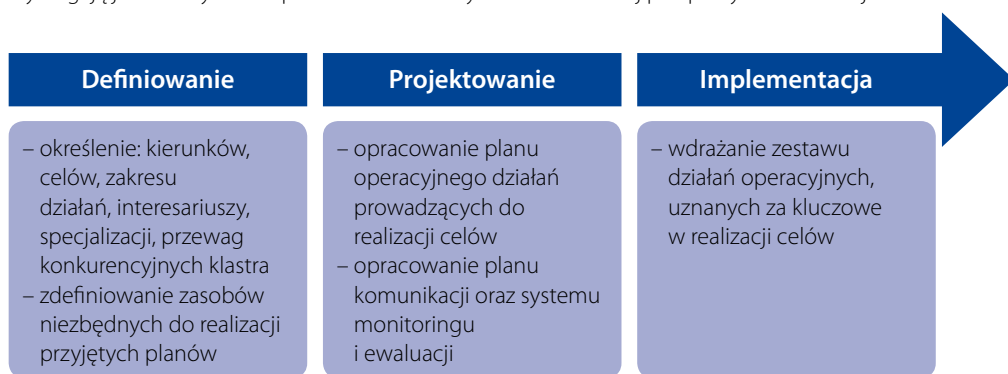 Definiowanie
– określenie: kierunków,
celów, zakresu
działań, interesariuszy,
specjalizacji, przewag
konkurencyjnych klastra
– zdefiniowanie zasobów
niezbędnych do realizacji
przyjętych planów
Projektowanie
– opracowanie planu
operacyjnego działań
prowadzących do
realizacji celów
– opracowanie planu
komunikacji oraz systemu
monitoringu
i ewaluacji
Implementacja
– wdrażanie zestawu
działań operacyjnych,
uznanych za kluczowe
w realizacji celów